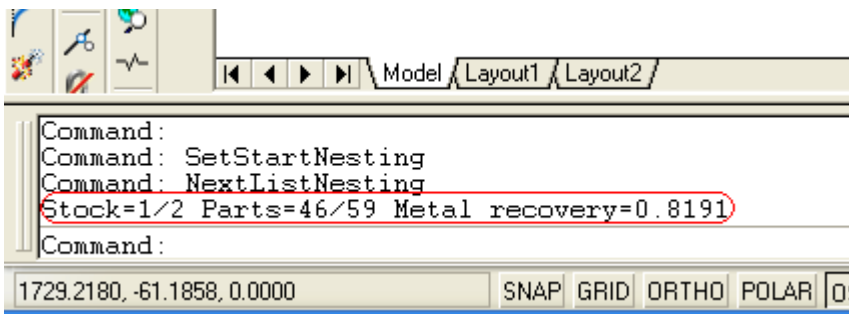 Model Layout1 Layout2
Command:
Command: SetStartNesting
Command: NextListNesting
Stock=1/2 Parts=46/59 Metal recovery=0.8191
Command:
1729.2180, -61.1858, 0.0000 SNAP GRID ORTHO POLAR